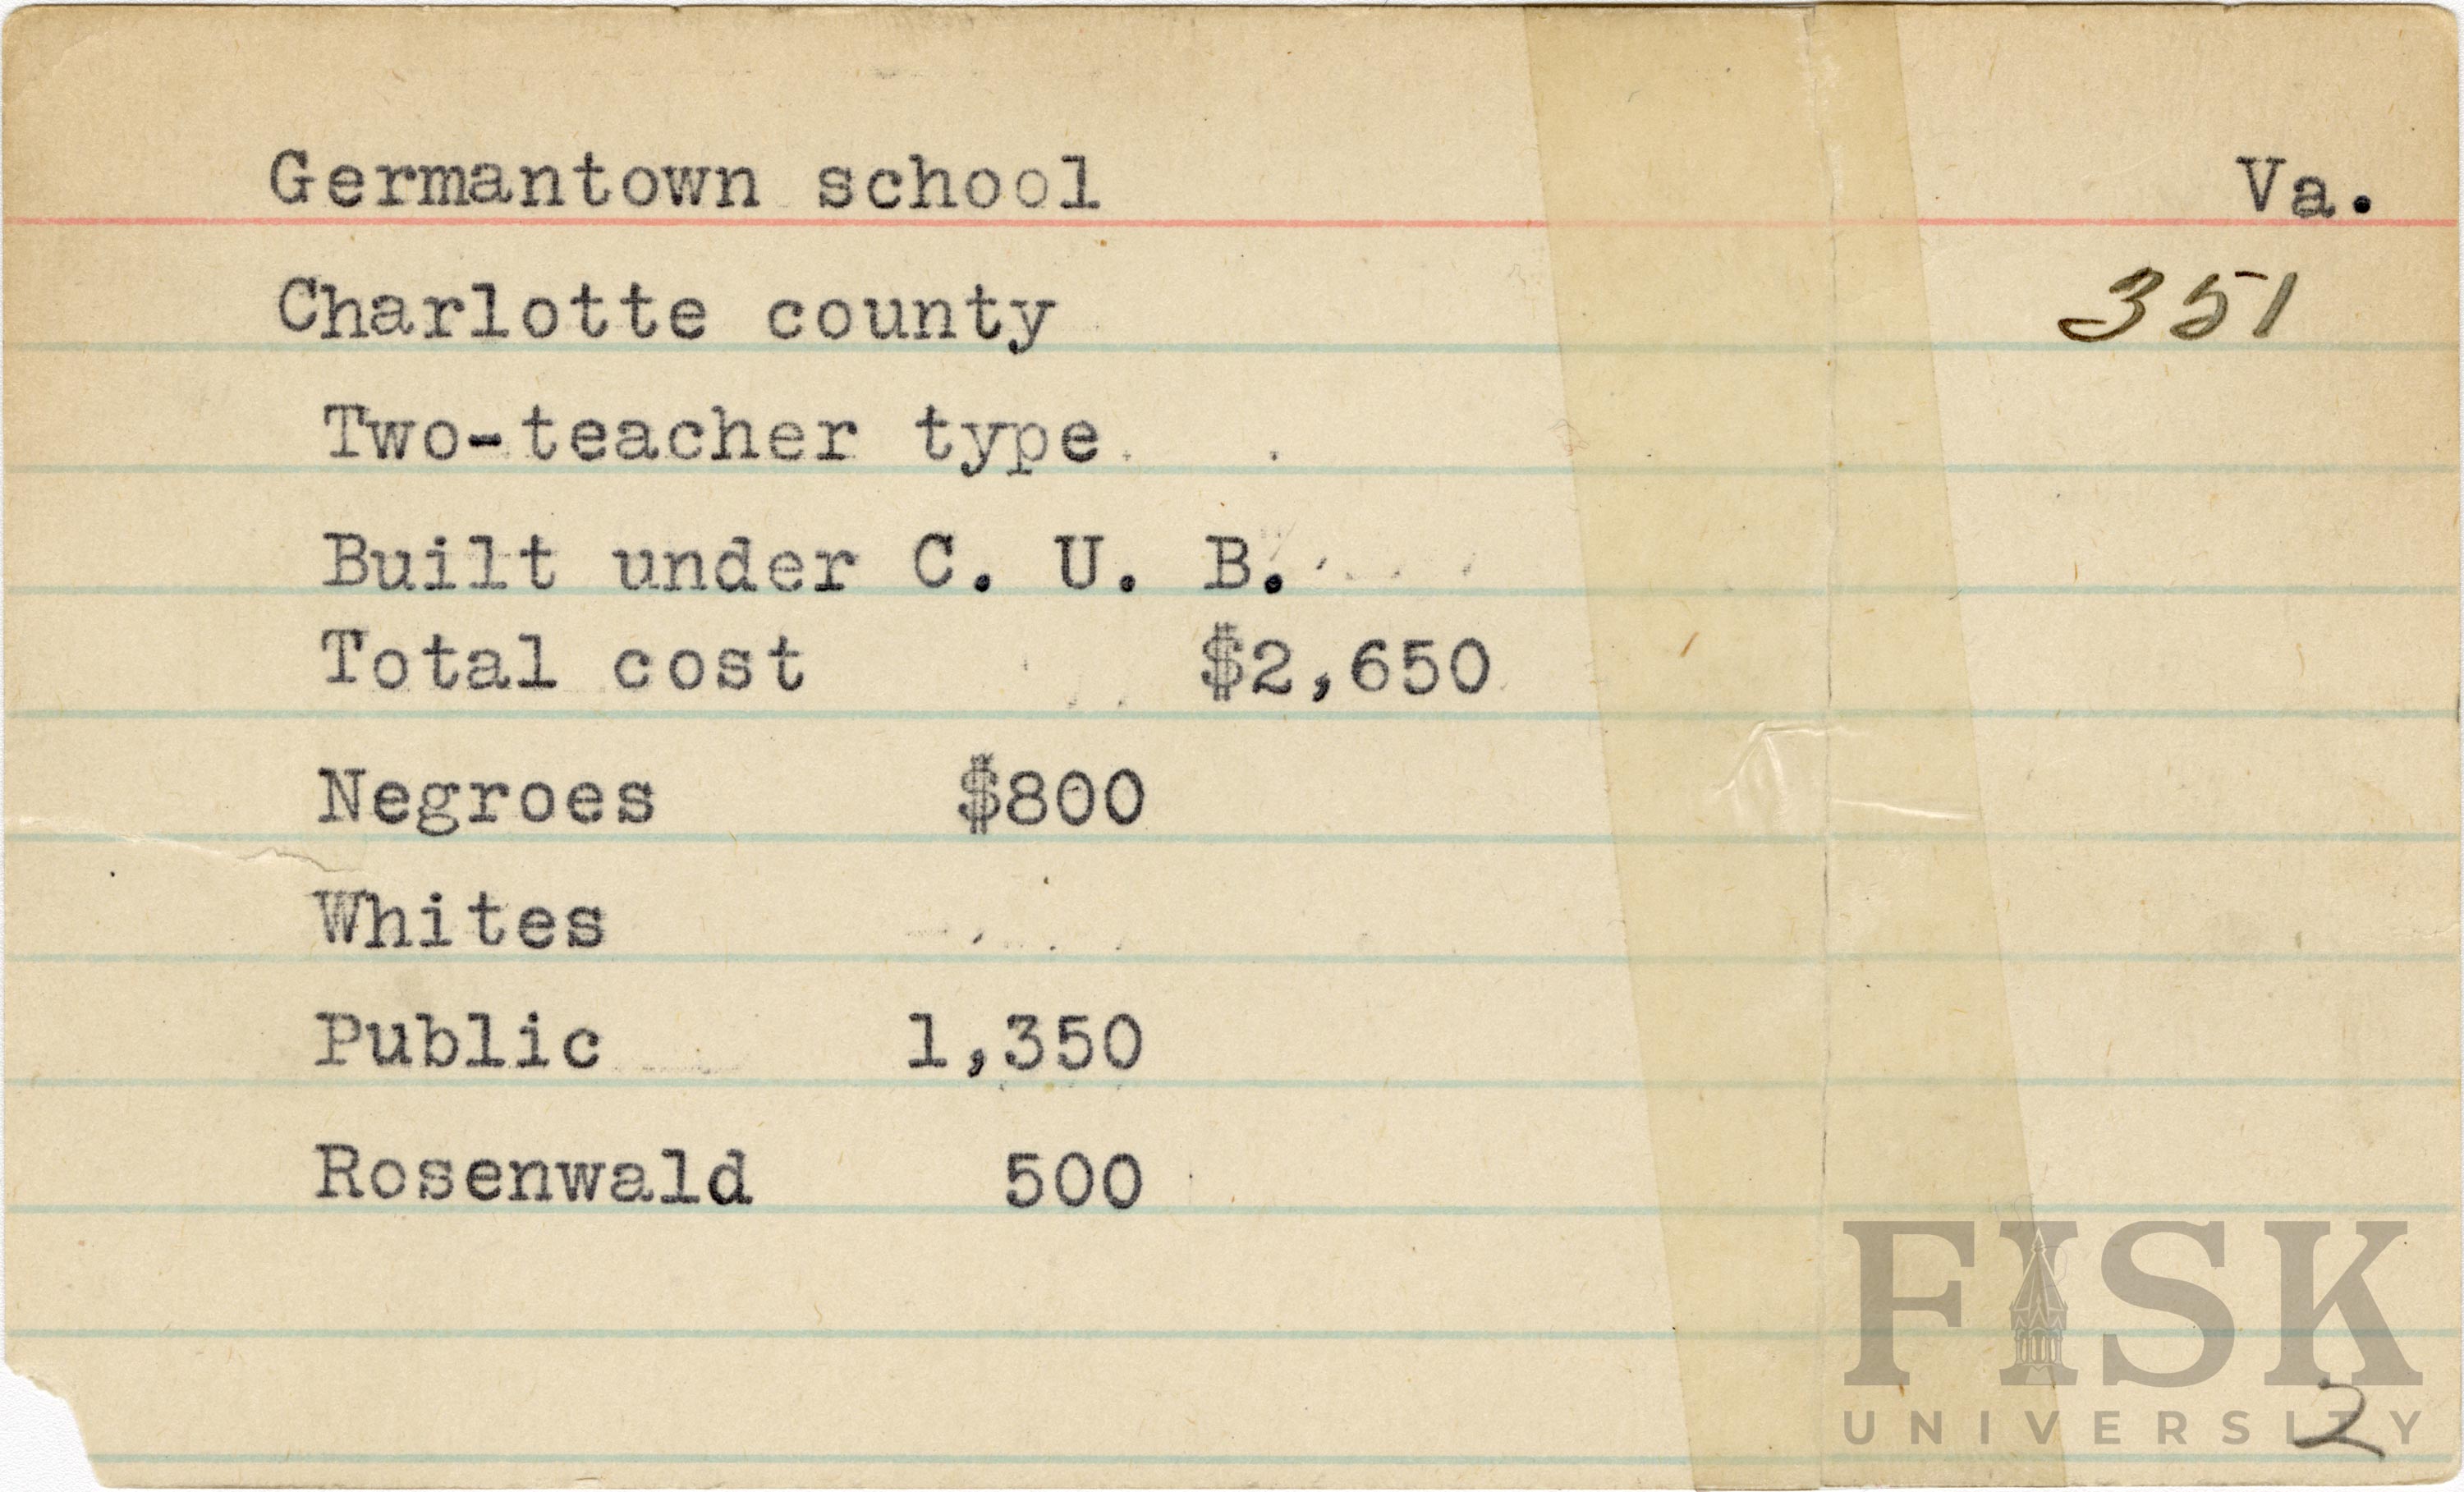 Germantown school Va.
Charlotte county 351
Two-teacher type
Built under C. U. B.
Total cost $2,650
Negroes $800
Whites
Public 1,350
Rosenwald 500
FISK
UNIVERSITY
2